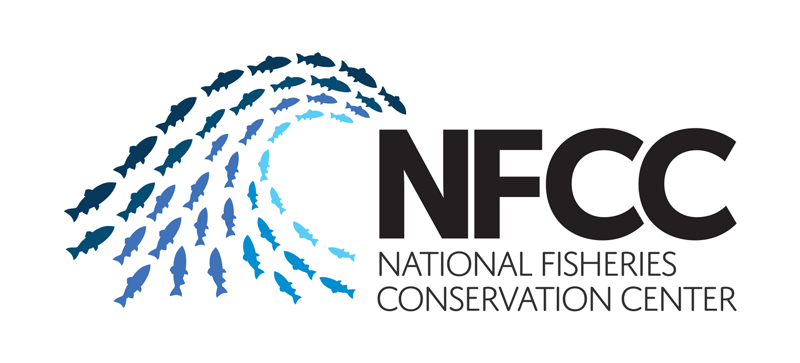 NFCC
NATIONAL FISHERIES
CONSERVATION CENTER